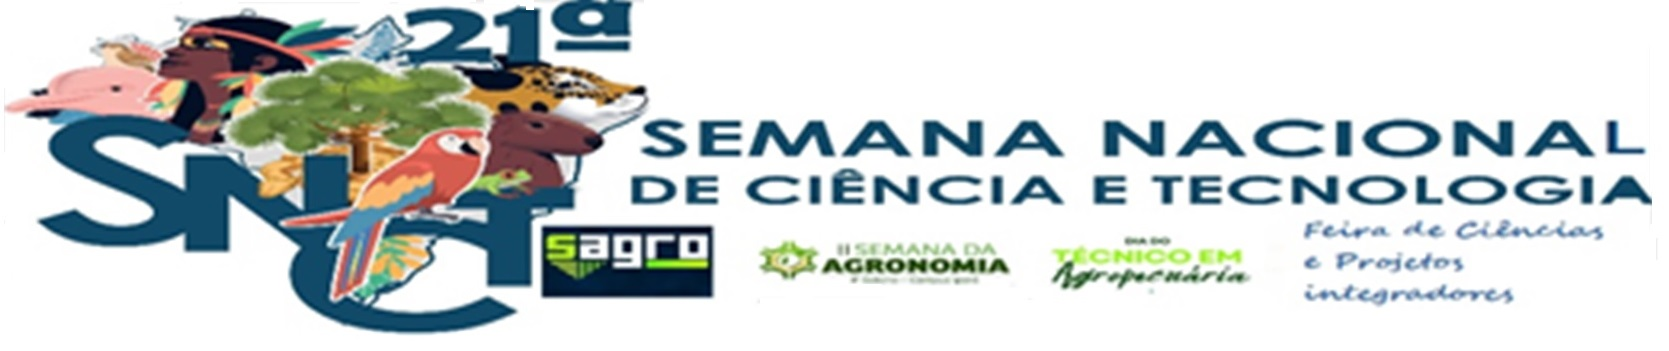 21ª
SNCT
SEMANA NACIONAL
DE CIÊNCIA E TECNOLOGIA
sagro
II SEMANA DA
AGRONOMIA
DIA DO
TÉCNICO EM
Agropecuária
Feira de Ciências
e Projetos
integradores